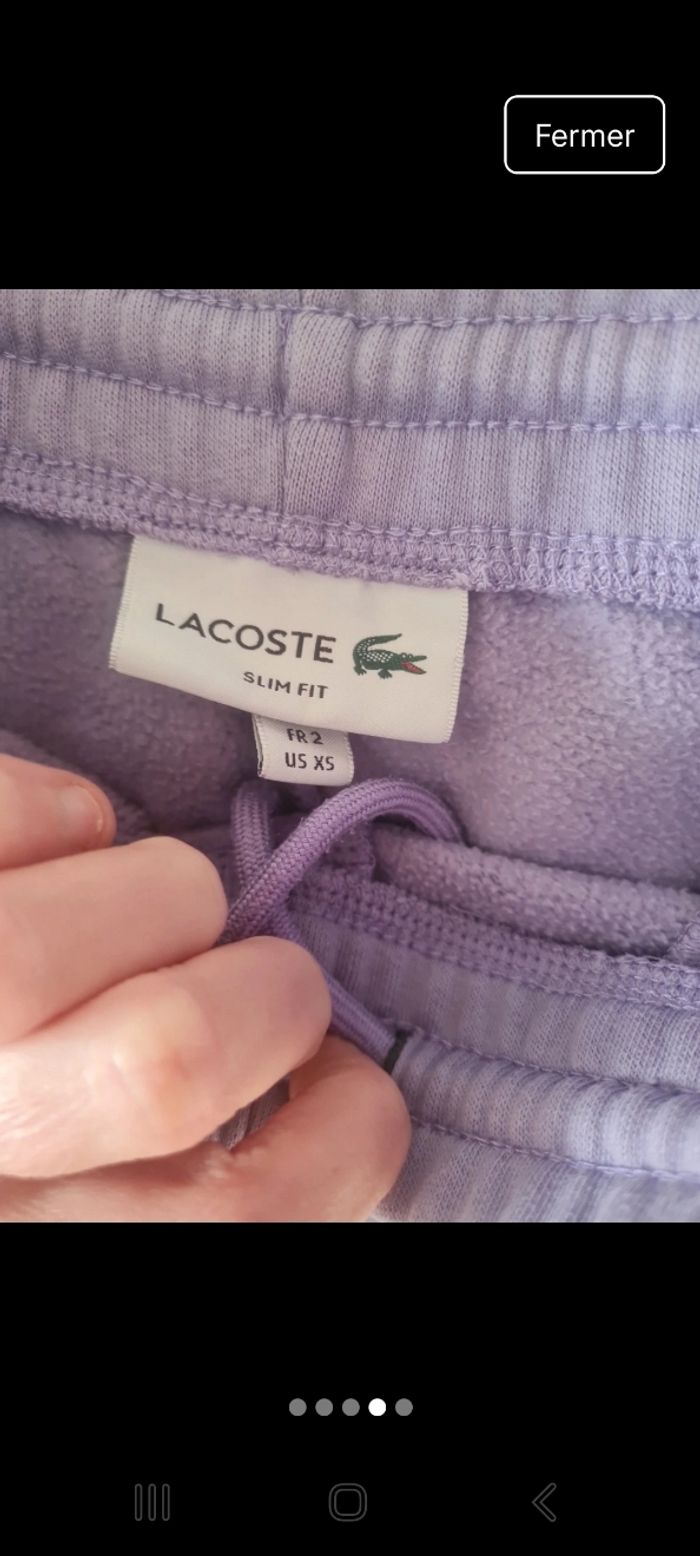 Fermer
LACOSTE
SLIM FIT
FR 2
US XS